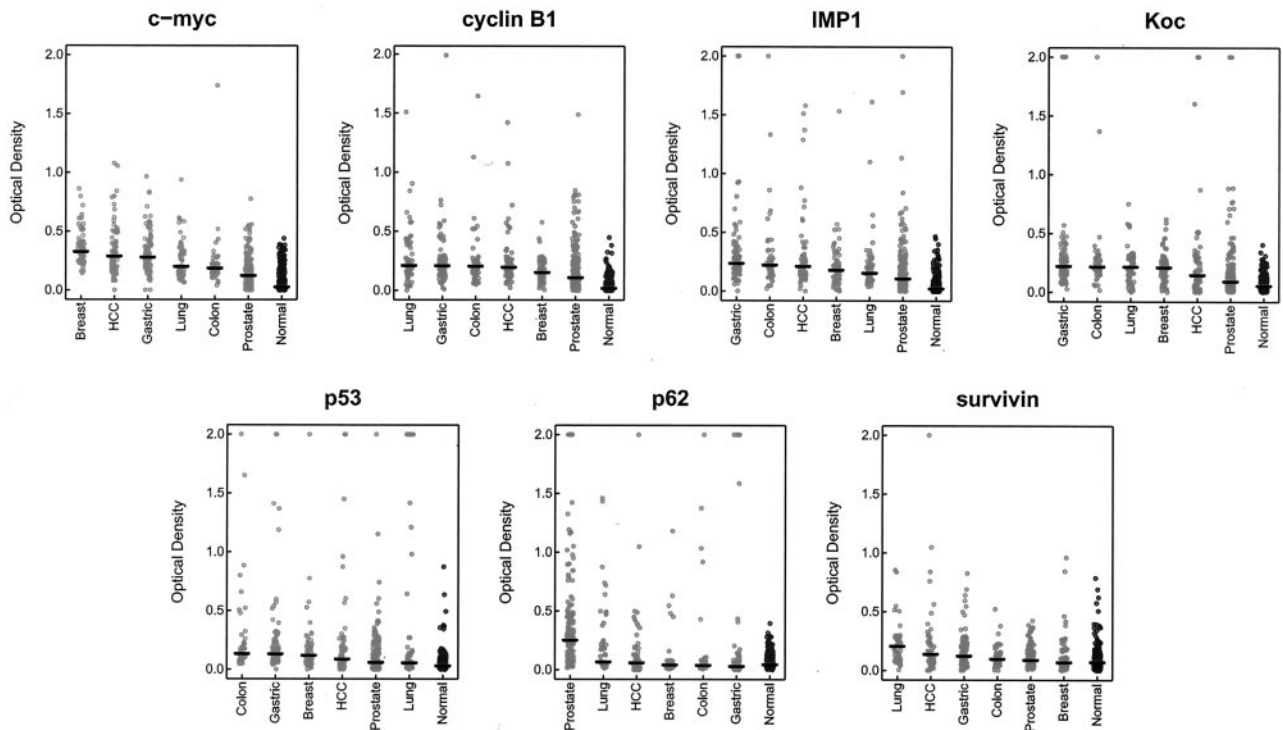 c-myc
cyclin B1
IMP1
Koc
Optical Density
2.0
1.5
1.0
0.5
0.0
Breast
HCC
Gastric
Lung
Colon
Prostate
Normal
Optical Density
2.0
1.5
1.0
0.5
0.0
Lung
Gastric
Colon
HCC
Breast
Prostate
Normal
Optical Density
2.0
1.5
1.0
0.5
0.0
Gastric
Colon
HCC
Breast
Lung
Prostate
Normal
Optical Density
2.0
1.5
1.0
0.5
0.0
Gastric
Colon
Lung
Breast
HCC
Prostate
Normal
p53
p62
survivin
Optical Density
2.0
1.5
1.0
0.5
0.0
Colon
Gastric
Breast
HCC
Prostate
Lung
Normal
Optical Density
2.0
1.5
1.0
0.5
0.0
Prostate
Lung
HCC
Breast
Colon
Gastric
Normal
Optical Density
2.0
1.5
1.0
0.5
0.0
Lung
HCC
Gastric
Colon
Prostate
Breast
Normal